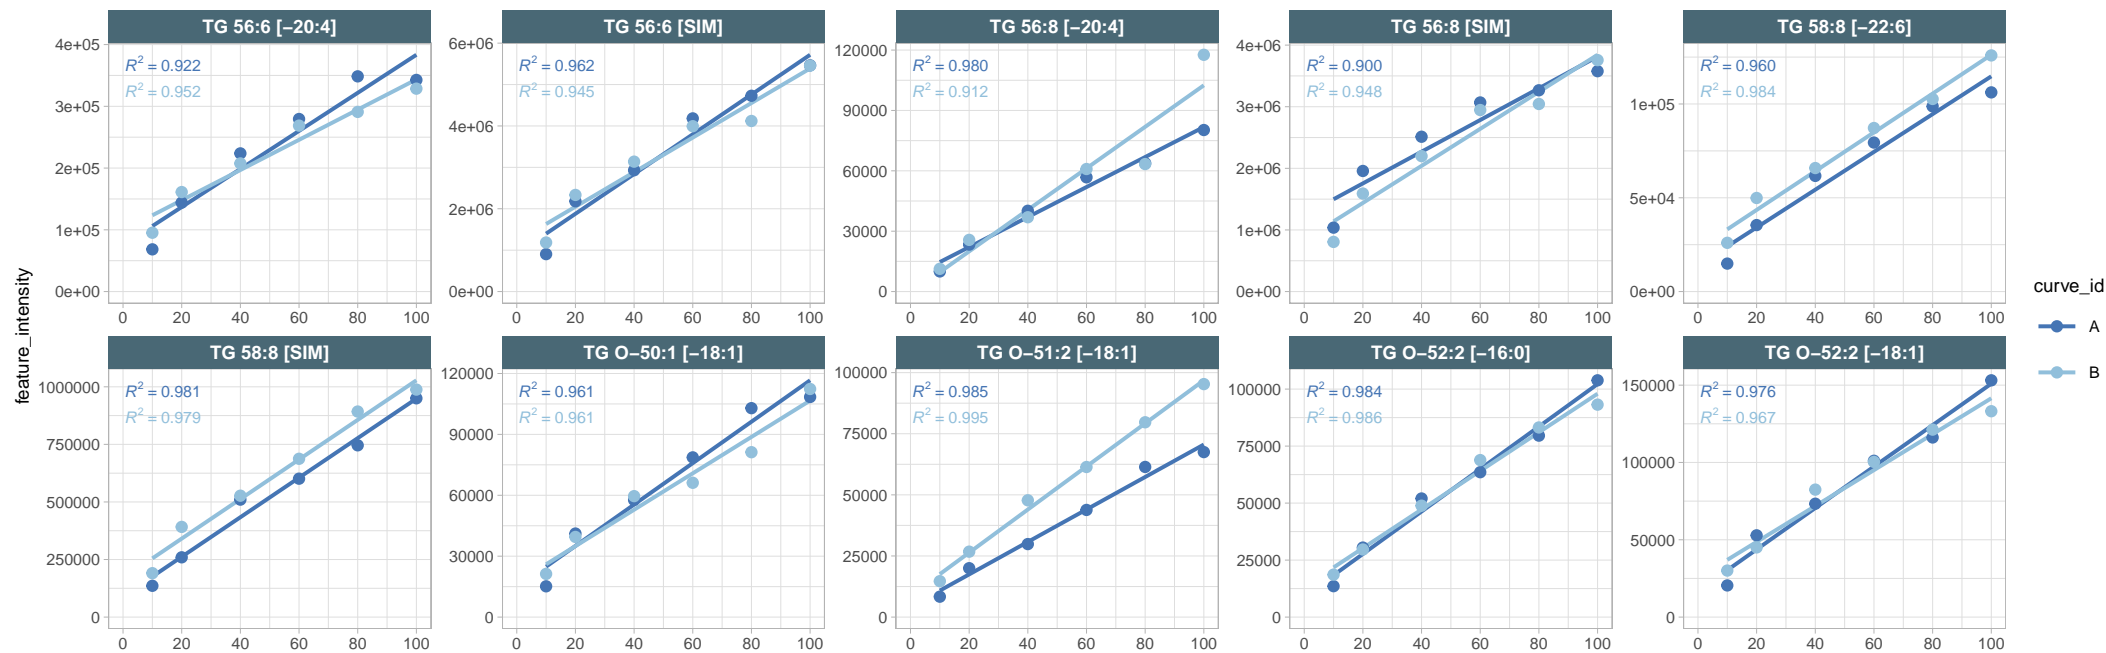 TG 56:6 [−20:4]
TG 56:6 [SIM]
TG 56:8 [−20:4]
TG 56:8 [SIM]
TG 58:8 [−22:6]
4e+05
3e+05
2e+05
1e+05
0e+00
R² = 0.922
R² = 0.952
0 20 40 60 80 100
6e+06
4e+06
2e+06
0e+00
R² = 0.962
R² = 0.945
0 20 40 60 80 100
120000
90000
60000
30000
0
R² = 0.980
R² = 0.912
0 20 40 60 80 100
4e+06
3e+06
2e+06
1e+06
0e+00
R² = 0.900
R² = 0.948
0 20 40 60 80 100
1e+05
5e+04
0e+00
R² = 0.960
R² = 0.984
0 20 40 60 80 100
feature_intensity
curve_id
A
B
TG 58:8 [SIM]
TG O−50:1 [−18:1]
TG O−51:2 [−18:1]
TG O−52:2 [−16:0]
TG O−52:2 [−18:1]
1000000
750000
500000
250000
0
R² = 0.981
R² = 0.979
0 20 40 60 80 100
120000
90000
60000
30000
0
R² = 0.961
R² = 0.961
0 20 40 60 80 100
100000
75000
50000
25000
0
R² = 0.985
R² = 0.995
0 20 40 60 80 100
100000
75000
50000
25000
0
R² = 0.984
R² = 0.986
0 20 40 60 80 100
150000
100000
50000
0
R² = 0.976
R² = 0.967
0 20 40 60 80 100